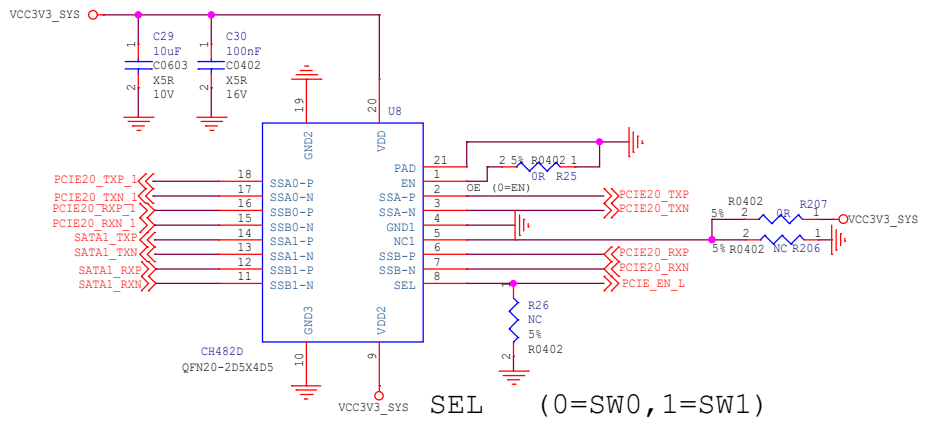 VCC3V3_SYS
1 C29 1 C30
10uF 100nF
C0603 C0402
X5R X5R
2 10V 2 16V
19 20 U8
GND2 VDD
PAD 21
EN 1
2 5% R0402 1
0R R25
OE (0=EN)
PCIE20_TXP_1 18 SSA0-P SSA-P 2 PCIE20_TXP
PCIE20_TXN_1 17 SSA0-N SSA-N 3 PCIE20_TXN
PCIE20_RXP_1 16 SSB0-P GND1 4
PCIE20_RXN_1 15 SSB0-N NC1 5
SATA1_TXP 14 SSA1-P SSB-P 6 PCIE20_RXP
SATA1_TXN 13 SSA1-N SSB-N 7 PCIE20_RXN
SATA1_RXP 12 SSB1-P SEL 8 PCIE_EN_L
SATA1_RXN 11 SSB1-N
R0402 R207
5% 2 0R 1 VCC3V3_SYS
2 1
5% R0402 NC R206
1
R26
NC
5%
2 R0402
GND3 VDD2
10 9
CH482D
QFN20-2D5X4D5
VCC3V3_SYS
SEL (0=SW0,1=SW1)